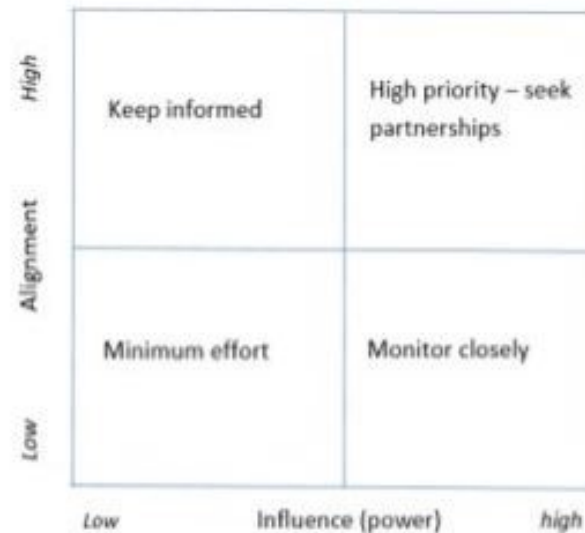 High
Keep informed
High priority – seek
partnerships
Alignment
Minimum effort
Monitor closely
Low
Low
Influence (power)
high